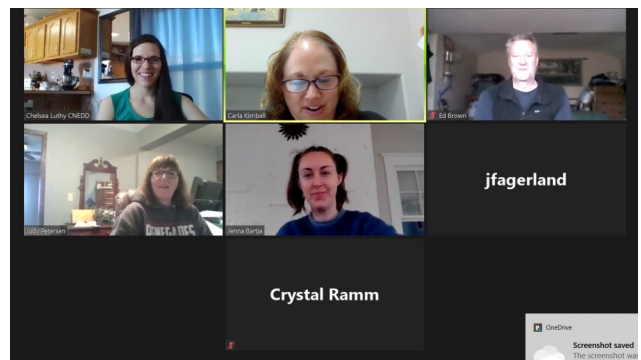 Chelsea Luthy CNEDD
Carla Kimball
Ed Brown
Judy Petersen
RENEGADES
Jenna Bartja
jfagerland
Crystal Ramm
OneDrive
Screenshot saved
The screenshot was